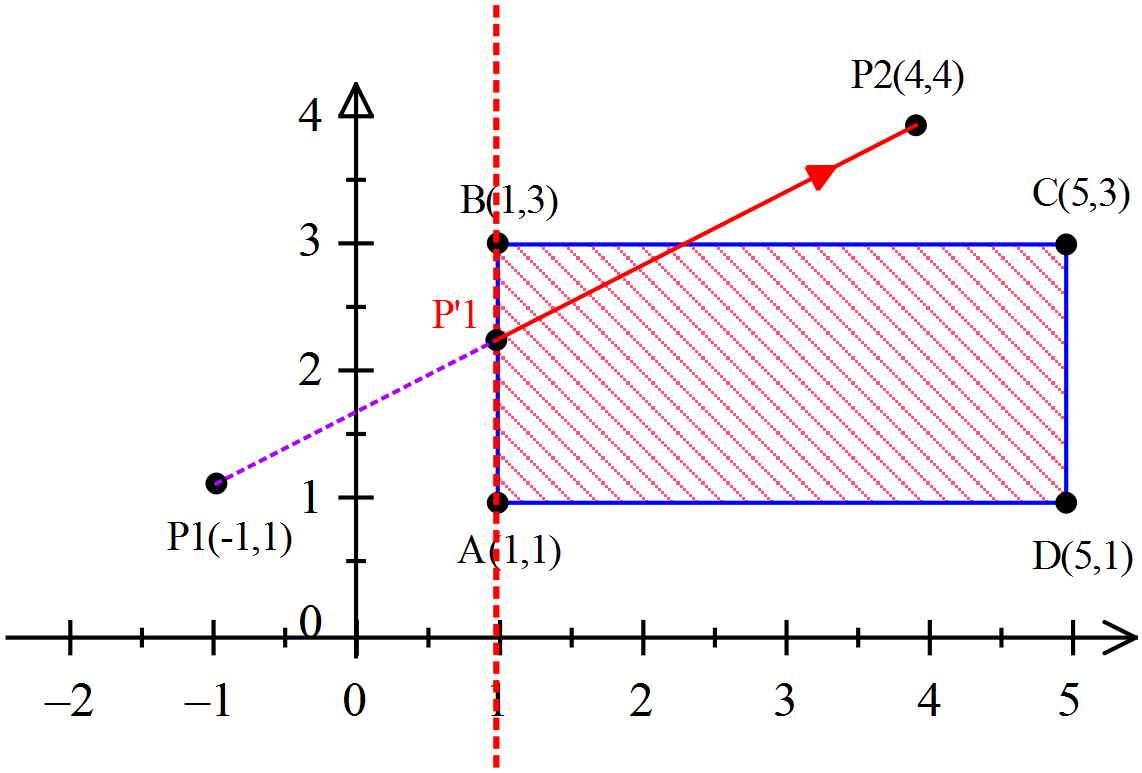 P2(4,4)
4
B(1,3)
C(5,3)
3
P'1
2
1
P1(-1,1)
A(1,1)
D(5,1)
0
–2 –1 0 1 2 3 4 5